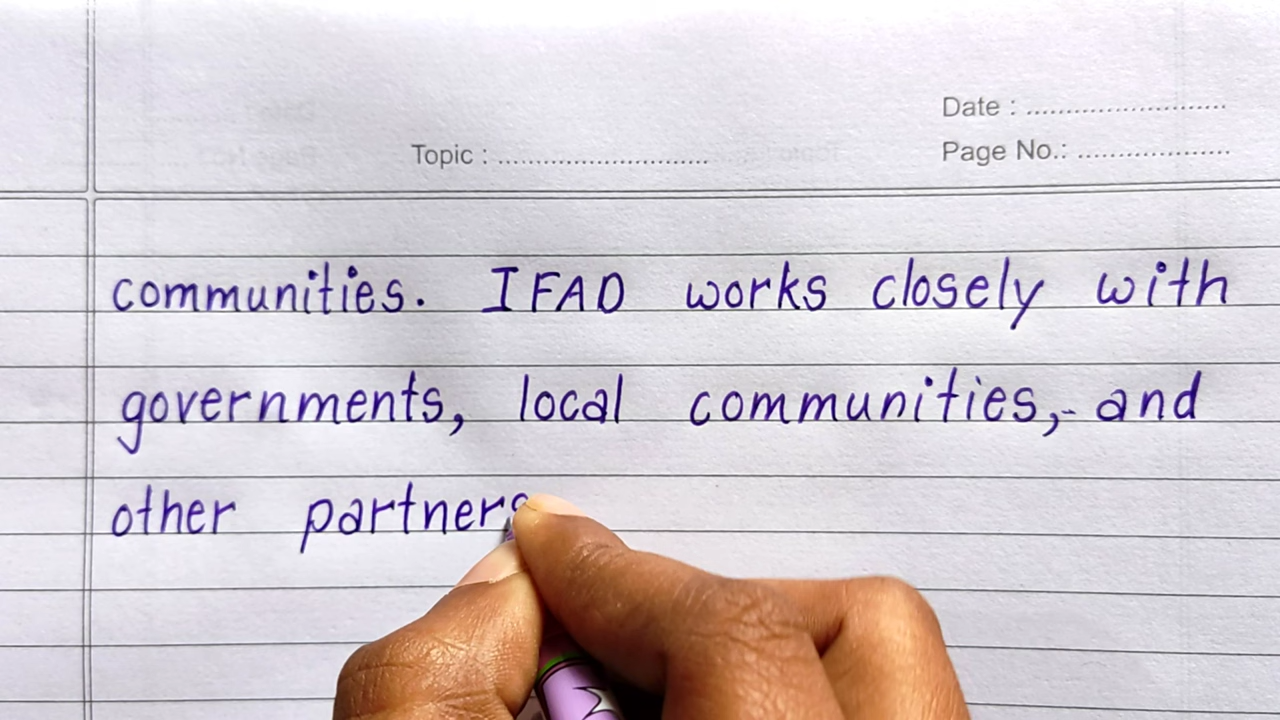 Date : ..........................
Topic : ............................
Page No.: ....................
communities. IFAD works closely with
governments, local communities,- and
other partners